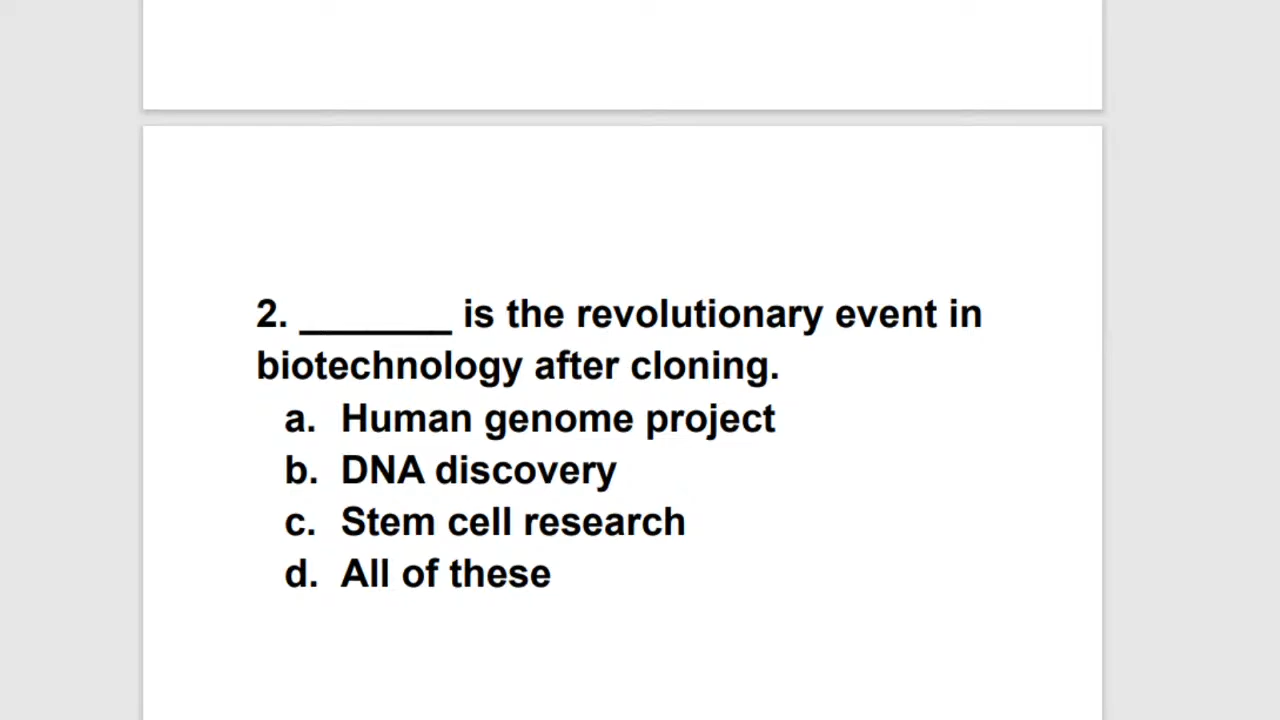 2. _______ is the revolutionary event in
biotechnology after cloning.
a. Human genome project
b. DNA discovery
c. Stem cell research
d. All of these